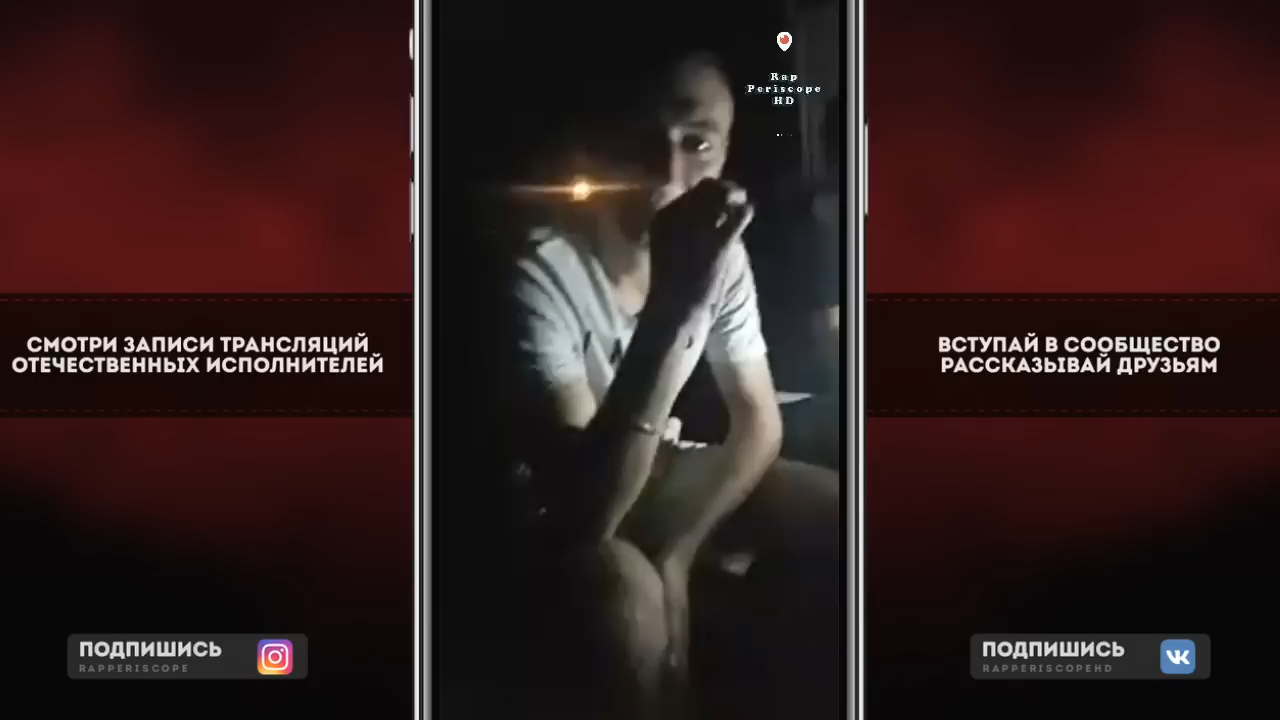 Rap
Periscope
HD
СМОТРИ ЗАПИСИ ТРАНСЛЯЦИЙ
ОТЕЧЕСТВЕННЫХ ИСПОЛНИТЕЛЕЙ
ВСТУПАЙ В СООБЩЕСТВО
РАССКАЗЫВАЙ ДРУЗЬЯМ
ПОДПИШИСЬ
RAPPERISCOPE
ПОДПИШИСЬ
RAPPERISCOPEHD